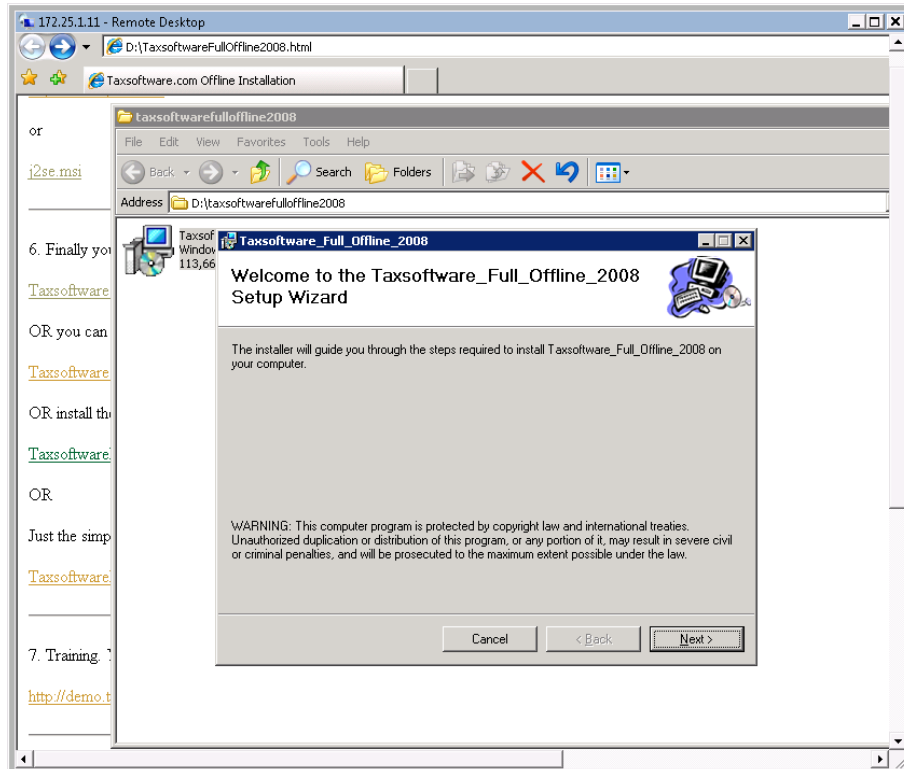 172.25.1.11 - Remote Desktop
D:\TaxsoftwareFullOffline2008.html
Taxsoftware.com Offline Installation
or
j2se.msi
6. Finally you
Taxsoftware
OR you can
Taxsoftware
OR install the
Taxsoftware
OR
Just the simp
Taxsoftware
7. Training.
http://demo.t
taxsoftwarefulloffline2008
File Edit View Favorites Tools Help
Back Search Folders
Address D:\taxsoftwarefulloffline2008
Taxsof
Window
113,66
Taxsoftware_Full_Offline_2008
Welcome to the Taxsoftware_Full_Offline_2008
Setup Wizard
The installer will guide you through the steps required to install Taxsoftware_Full_Offline_2008 on
your computer.
WARNING: This computer program is protected by copyright law and international treaties.
Unauthorized duplication or distribution of this program, or any portion of it, may result in severe civil
or criminal penalties, and will be prosecuted to the maximum extent possible under the law.
Cancel < Back Next >